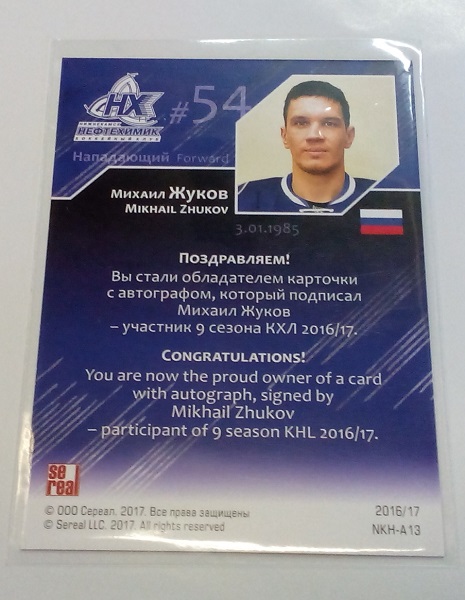 НХ
НИЖНЕКАМСК
НЕФТЕХИМИК
ХОККЕЙНЫЙ КЛУБ
#54
Нападающий Forward
Михаил Жуков
Mikhail Zhukov
3.01.1985
Поздравляем!
Вы стали обладателем карточки
с автографом, который подписал
Михаил Жуков
– участник 9 сезона КХЛ 2016/17.
Congratulations!
You are now the proud owner of a card
with autograph, signed by
Mikhail Zhukov
– participant of 9 season KHL 2016/17.
se
real
© ООО Сереал, 2017. Все права защищены
© Sereal LLC. 2017. All rights reserved
2016/17
NKH-A13